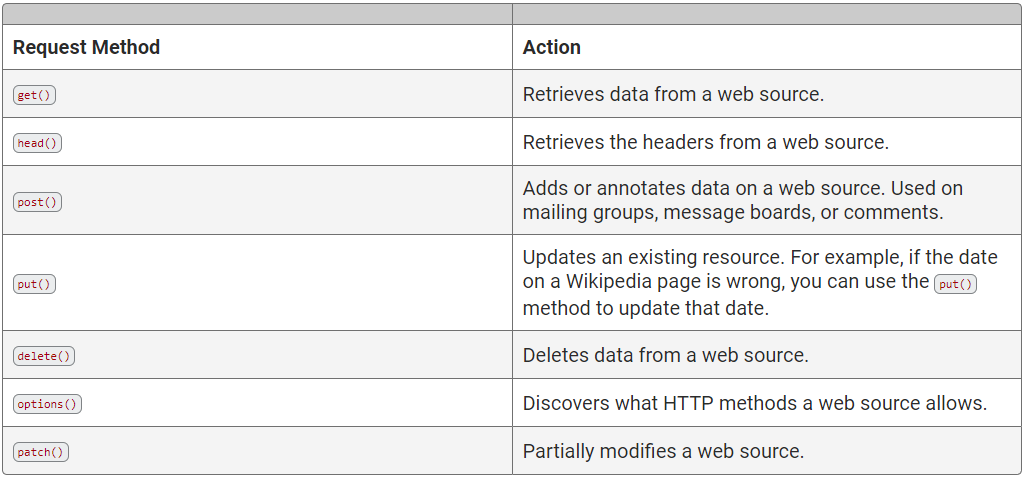 Request Method
Action
get()
Retrieves data from a web source.
head()
Retrieves the headers from a web source.
post()
Adds or annotates data on a web source. Used on
mailing groups, message boards, or comments.
put()
Updates an existing resource. For example, if the date
on a Wikipedia page is wrong, you can use the put()
method to update that date.
delete()
Deletes data from a web source.
options()
Discovers what HTTP methods a web source allows.
patch()
Partially modifies a web source.